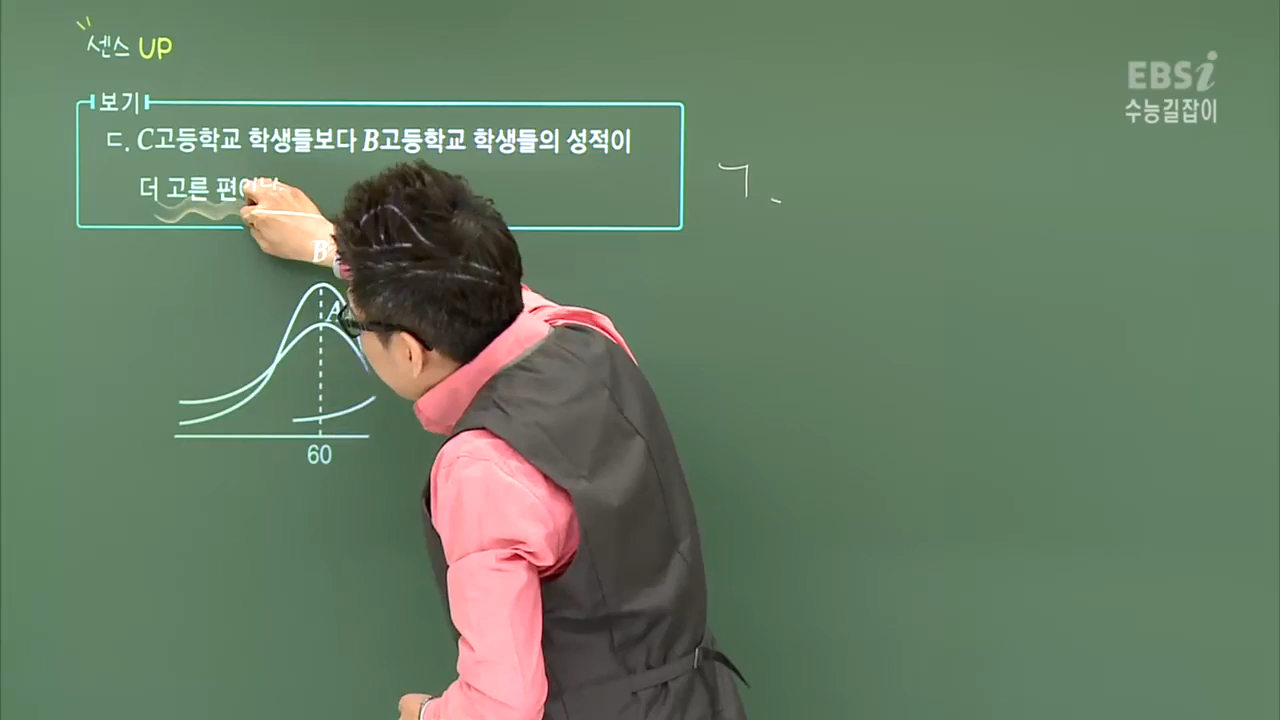 센스 UP
EBSi
수능길잡이
보기
ㄷ. C고등학교 학생들보다 B고등학교 학생들의 성적이
더 고른 편이다
ㄱ.
B
A
60